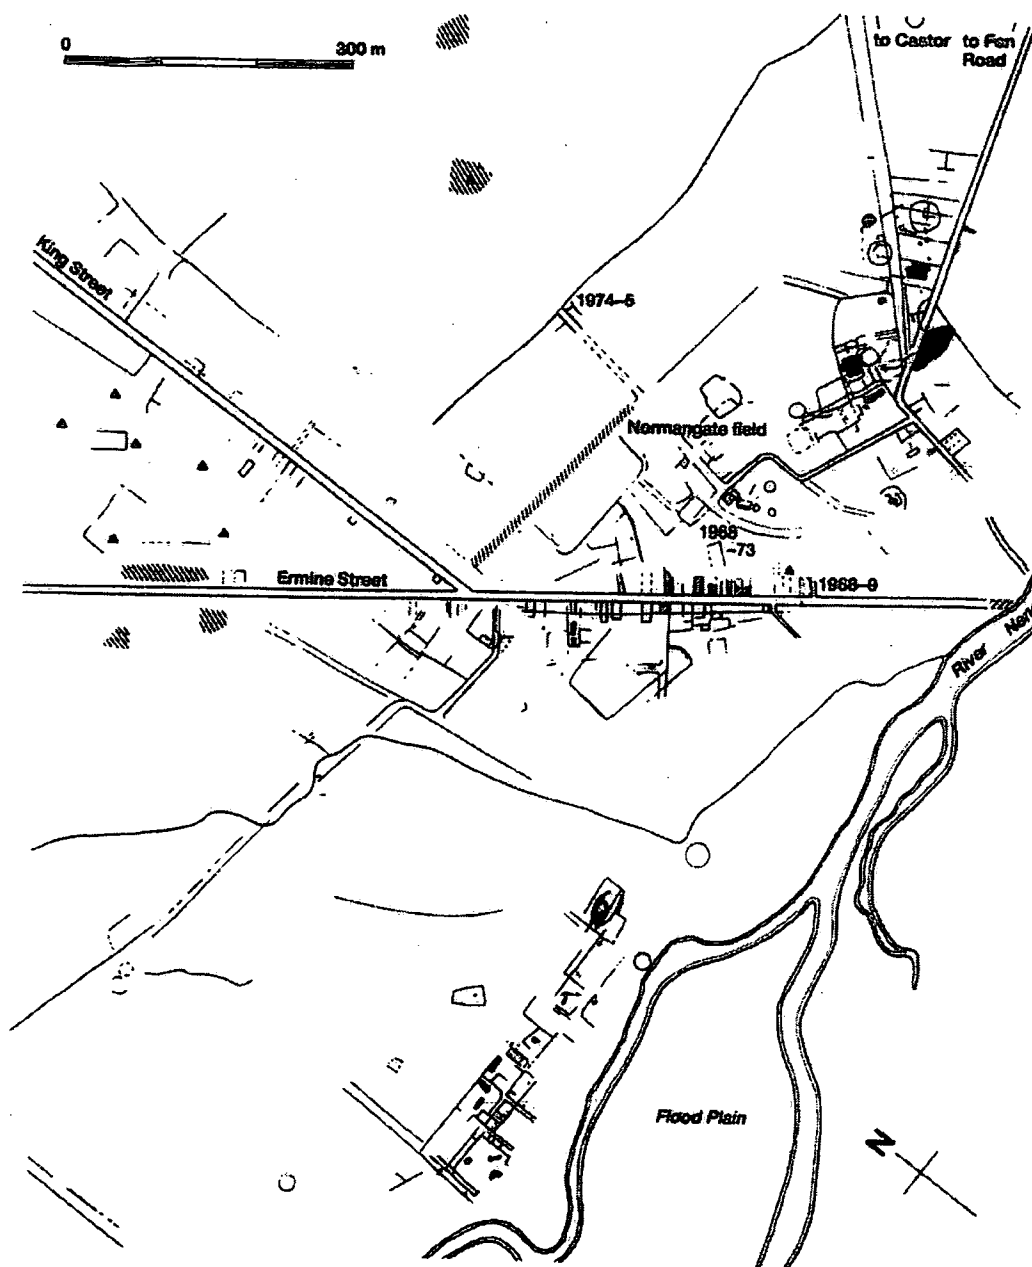 0 300 m
to Castor to Fen
Road
King Street
1974–5
Normangate field
1968
–73
Ermine Street
1968–9
River Nene
Flood Plain
N